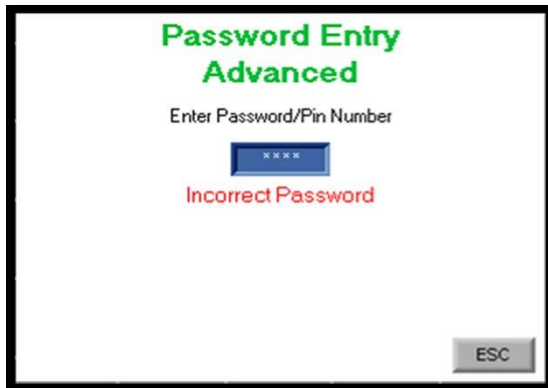 Password Entry
Advanced
Enter Password/Pin Number
****
Incorrect Password
ESC